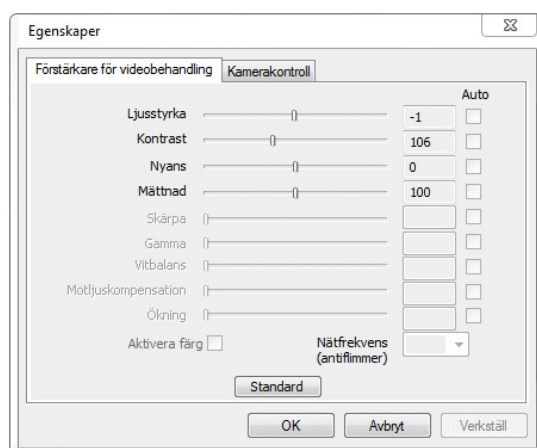 Egenskaper
Förstärkare för videobehandling Kamerakontroll
Auto
Ljusstyrka -1
Kontrast 106
Nyans 0
Mättnad 100
Skärpa
Gamma
Vitbalans
Motljuskompensation
Ökning
Aktivera färg Nätfrekvens
(antiflimmer)
Standard
OK Avbryt Verkställ